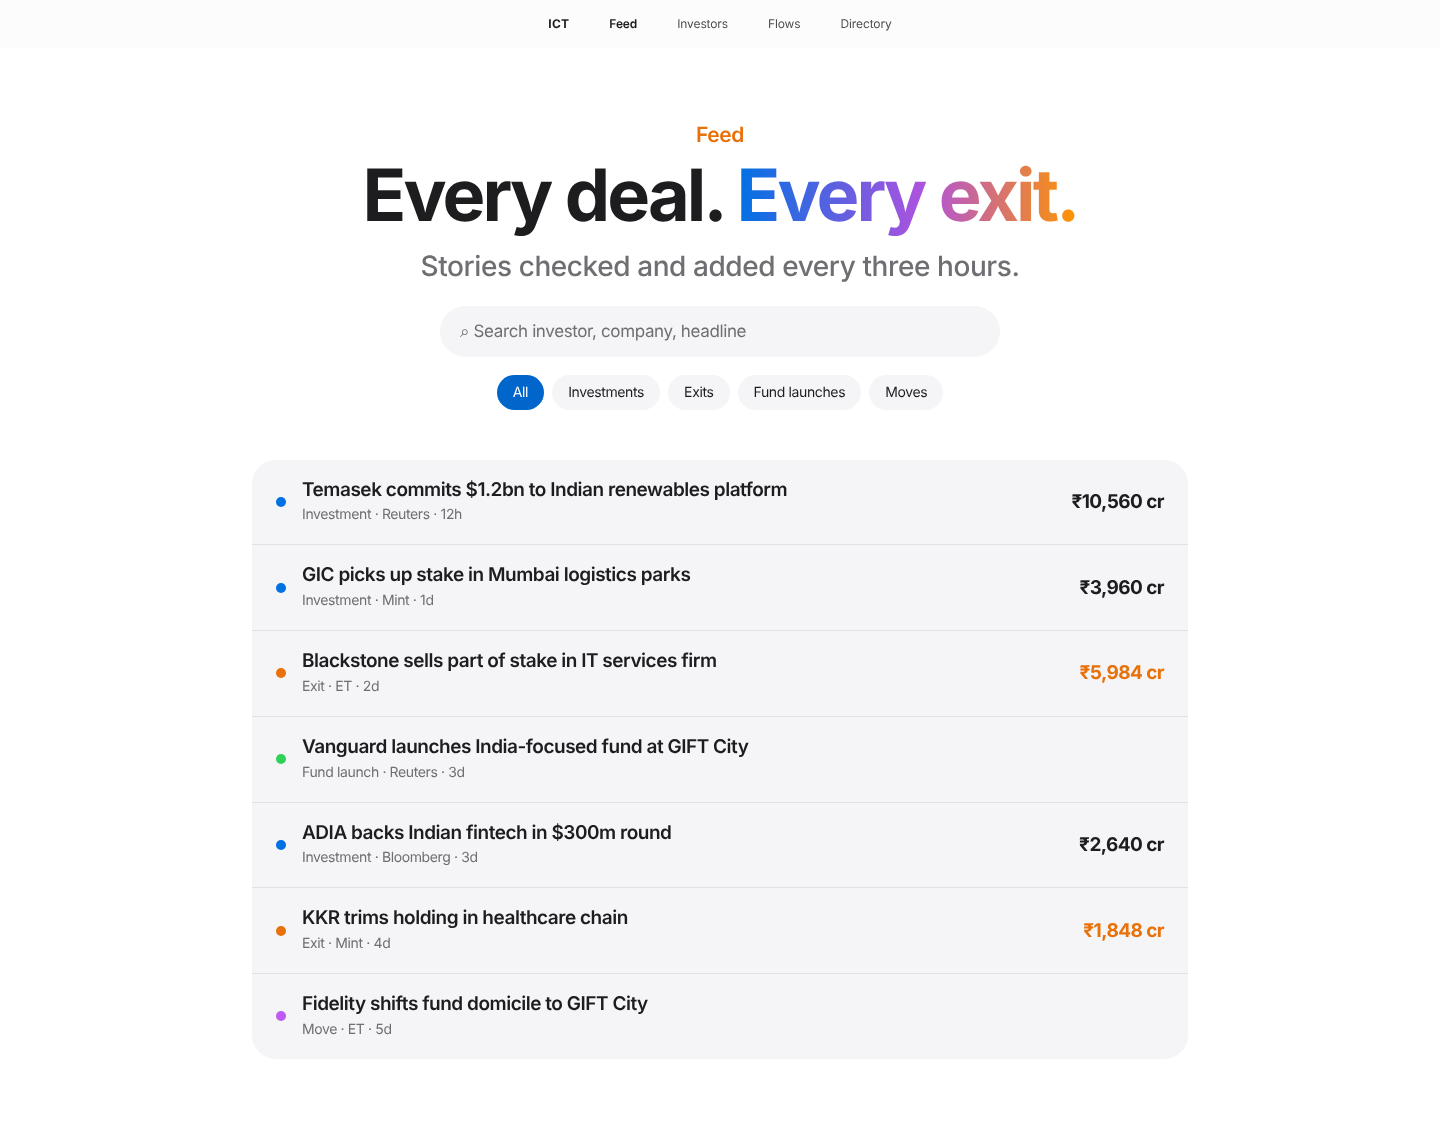 ICT Feed Investors Flows Directory
Feed
Every deal. Every exit.
Stories checked and added every three hours.
⌕ Search investor, company, headline
All Investments Exits Fund launches Moves
Temasek commits $1.2bn to Indian renewables platform
Investment · Reuters · 12h
₹10,560 cr
GIC picks up stake in Mumbai logistics parks
Investment · Mint · 1d
₹3,960 cr
Blackstone sells part of stake in IT services firm
Exit · ET · 2d
₹5,984 cr
Vanguard launches India-focused fund at GIFT City
Fund launch · Reuters · 3d
ADIA backs Indian fintech in $300m round
Investment · Bloomberg · 3d
₹2,640 cr
KKR trims holding in healthcare chain
Exit · Mint · 4d
₹1,848 cr
Fidelity shifts fund domicile to GIFT City
Move · ET · 5d